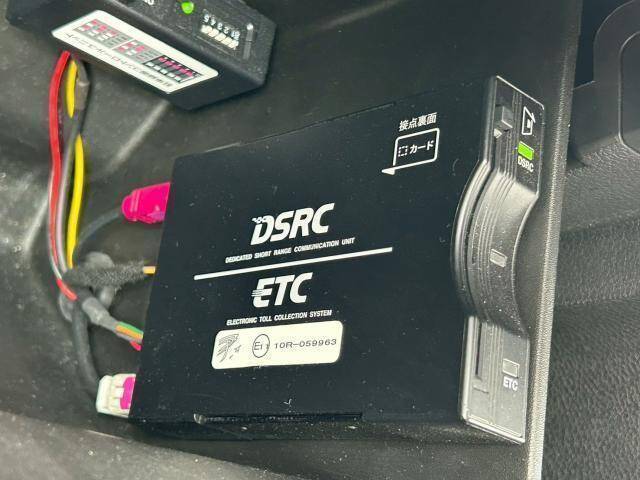 接点裏面
カード
DSRC
DSRC
DEDICATED SHORT RANGE COMMUNICATION UNIT
ETC
ELECTRONIC TOLL COLLECTION SYSTEM
E11 10R-059963
ETC